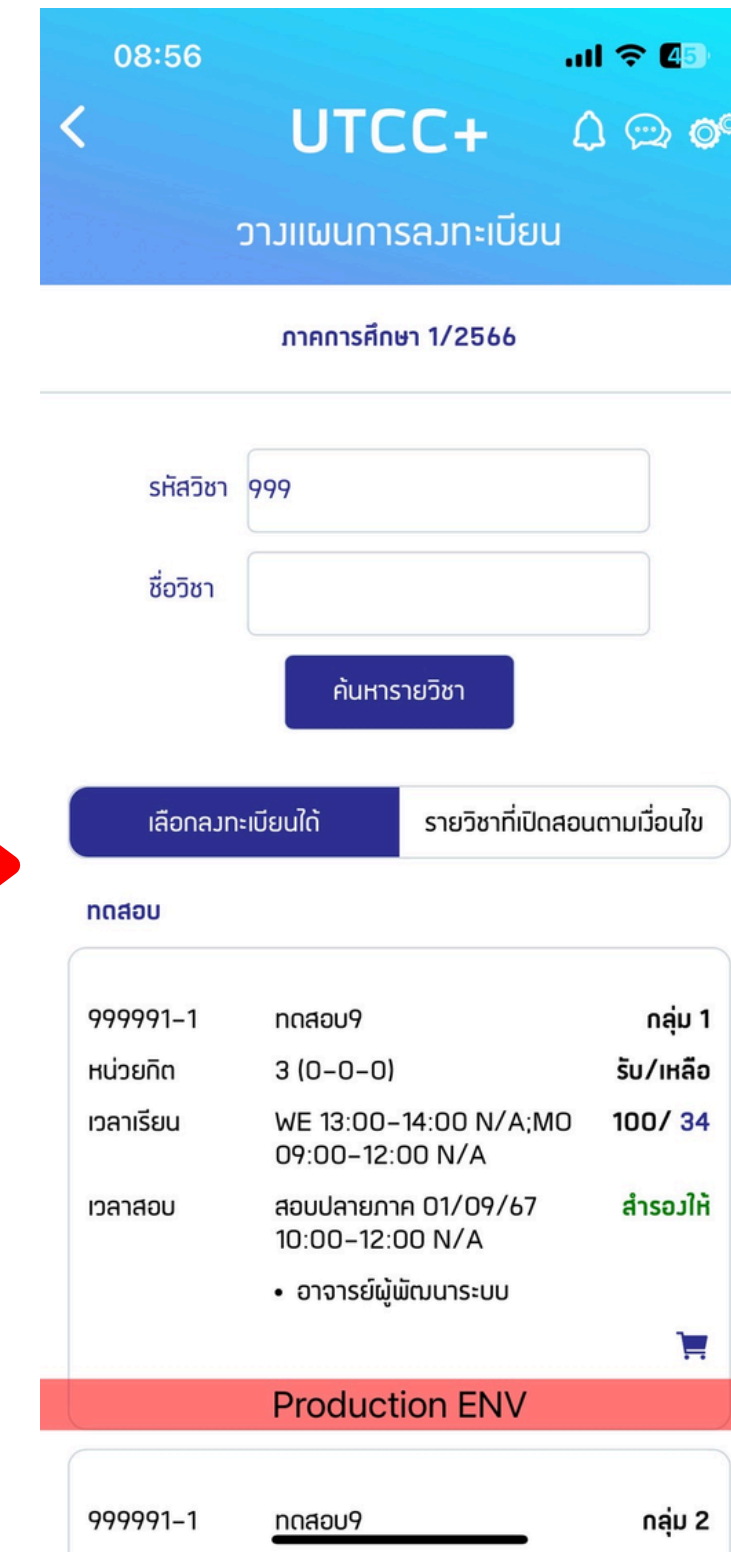 08:56 45
UTCC+
วางแผนการลงทะเบียน
ภาคการศึกษา 1/2566
รหัสวิชา 999
ชื่อวิชา
ค้นหารายวิชา
เลือกลงทะเบียนได้ รายวิชาที่เปิดสอนตามเงื่อนไข
ทดสอบ
999991-1 ทดสอบ9 กลุ่ม 1
หน่วยกิต 3 (0-0-0) รับ/เหลือ
เวลาเรียน WE 13:00-14:00 N/A;MO 100/ 34
09:00-12:00 N/A
เวลาสอบ สอบปลายภาค 01/09/67 สำรองให้
10:00-12:00 N/A
• อาจารย์ผู้พัฒนาระบบ
Production ENV
999991-1 ทดสอบ9 กลุ่ม 2